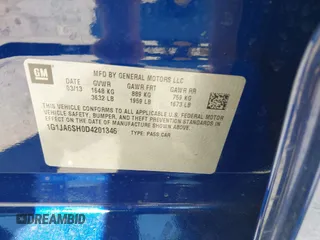 GM
MFD BY GENERAL MOTORS LLC
DATE GVWR GAWR FRT GAWR RR
03/13 1648 KG 889 KG 759 KG
3632 LB 1959 LB 1673 LB
THIS VEHICLE CONFORMS TO ALL APPLICABLE U.S. FEDERAL
MOTOR VEHICLE SAFETY, BUMPER, AND THEFT PREVENTION STANDARDS
IN EFFECT ON THE DATE OF MANUFACTURE SHOWN ABOVE.
1G1JA6SH0D4201346 TYPE: PASS CAR
DREAMBID